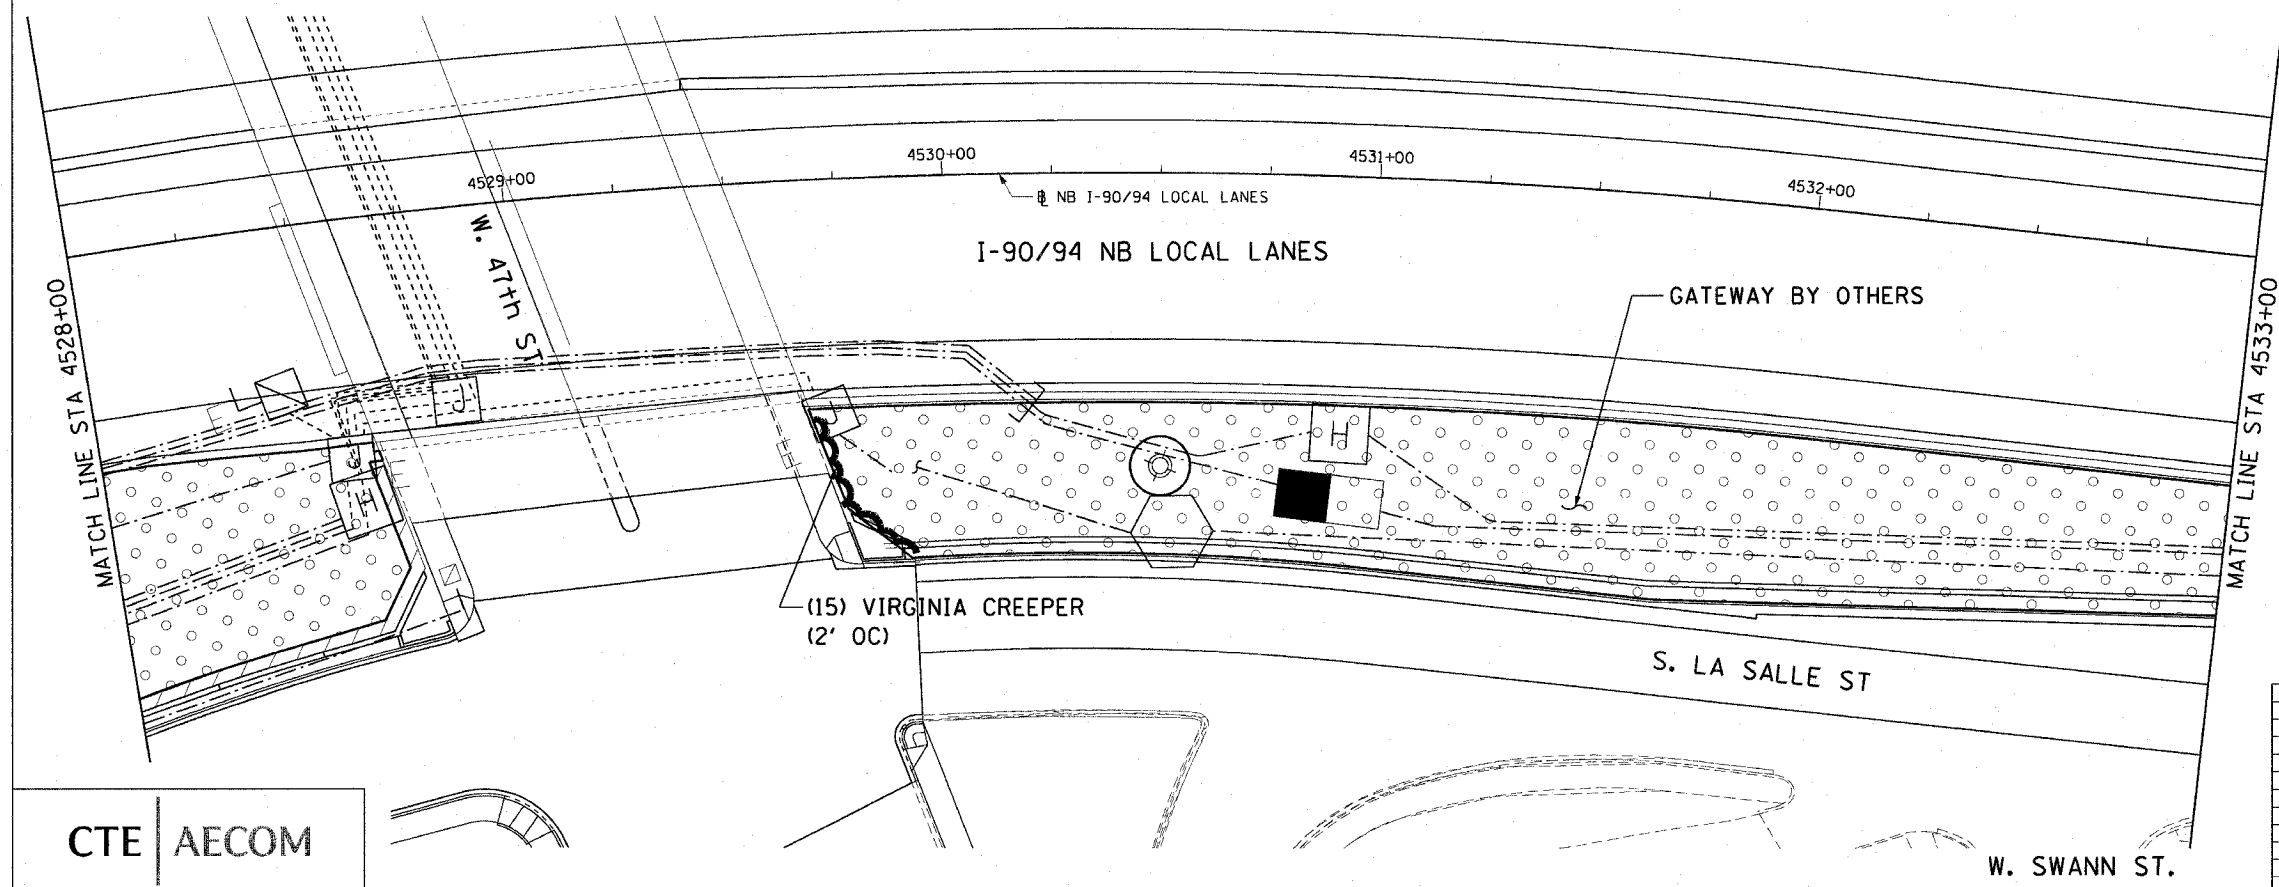 4530+00
4531+00
4529+00
4532+00
NB I-90/94 LOCAL LANES
W. 47th ST
I-90/94 NB LOCAL LANES
GATEWAY BY OTHERS
MATCH LINE STA 4528+00
MATCH LINE STA 4533+00
J
J
H
H
(15) VIRGINIA CREEPER
(2' OC)
S. LA SALLE ST
CTE | AECOM
W. SWANN ST.